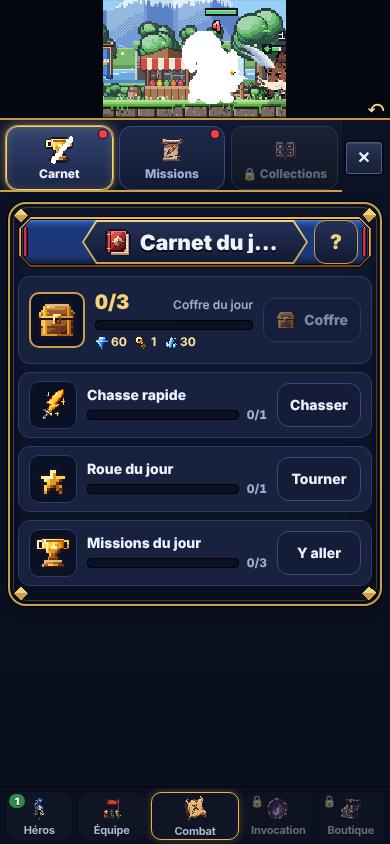 Carnet
Missions
Collections
Carnet du j...
?
0/3
Coffre du jour
60
1
30
Coffre
Chasse rapide
0/1
Chasser
Roue du jour
0/1
Tourner
Missions du jour
0/3
Y aller
1
Héros
Équipe
Combat
Invocation
Boutique